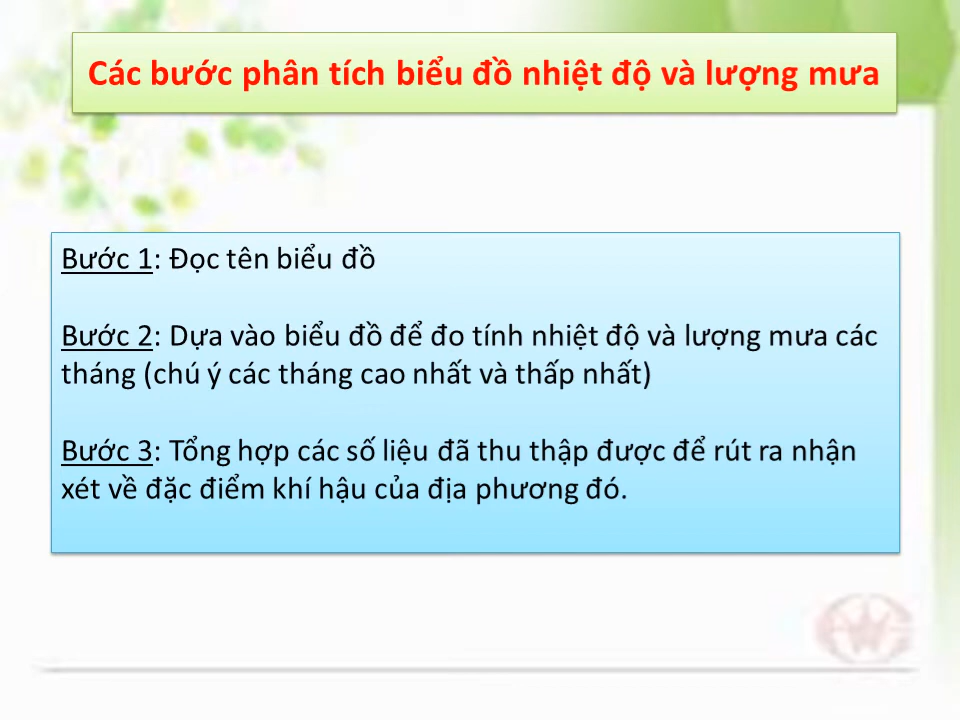 Các bước phân tích biểu đồ nhiệt độ và lượng mưa
Bước 1: Đọc tên biểu đồ
Bước 2: Dựa vào biểu đồ để đo tính nhiệt độ và lượng mưa các
tháng (chú ý các tháng cao nhất và thấp nhất)
Bước 3: Tổng hợp các số liệu đã thu thập được để rút ra nhận
xét về đặc điểm khí hậu của địa phương đó.